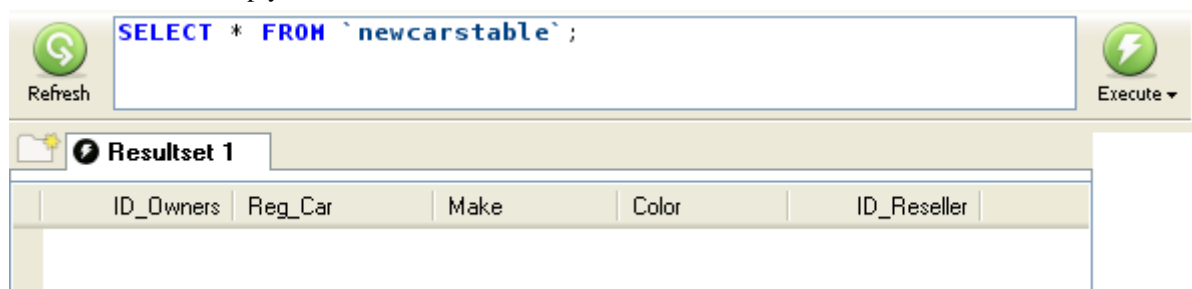 SELECT * FROM `newcarstable`;
Refresh
Execute
Resultset 1
ID_Owners Reg_Car Make Color ID_Reseller